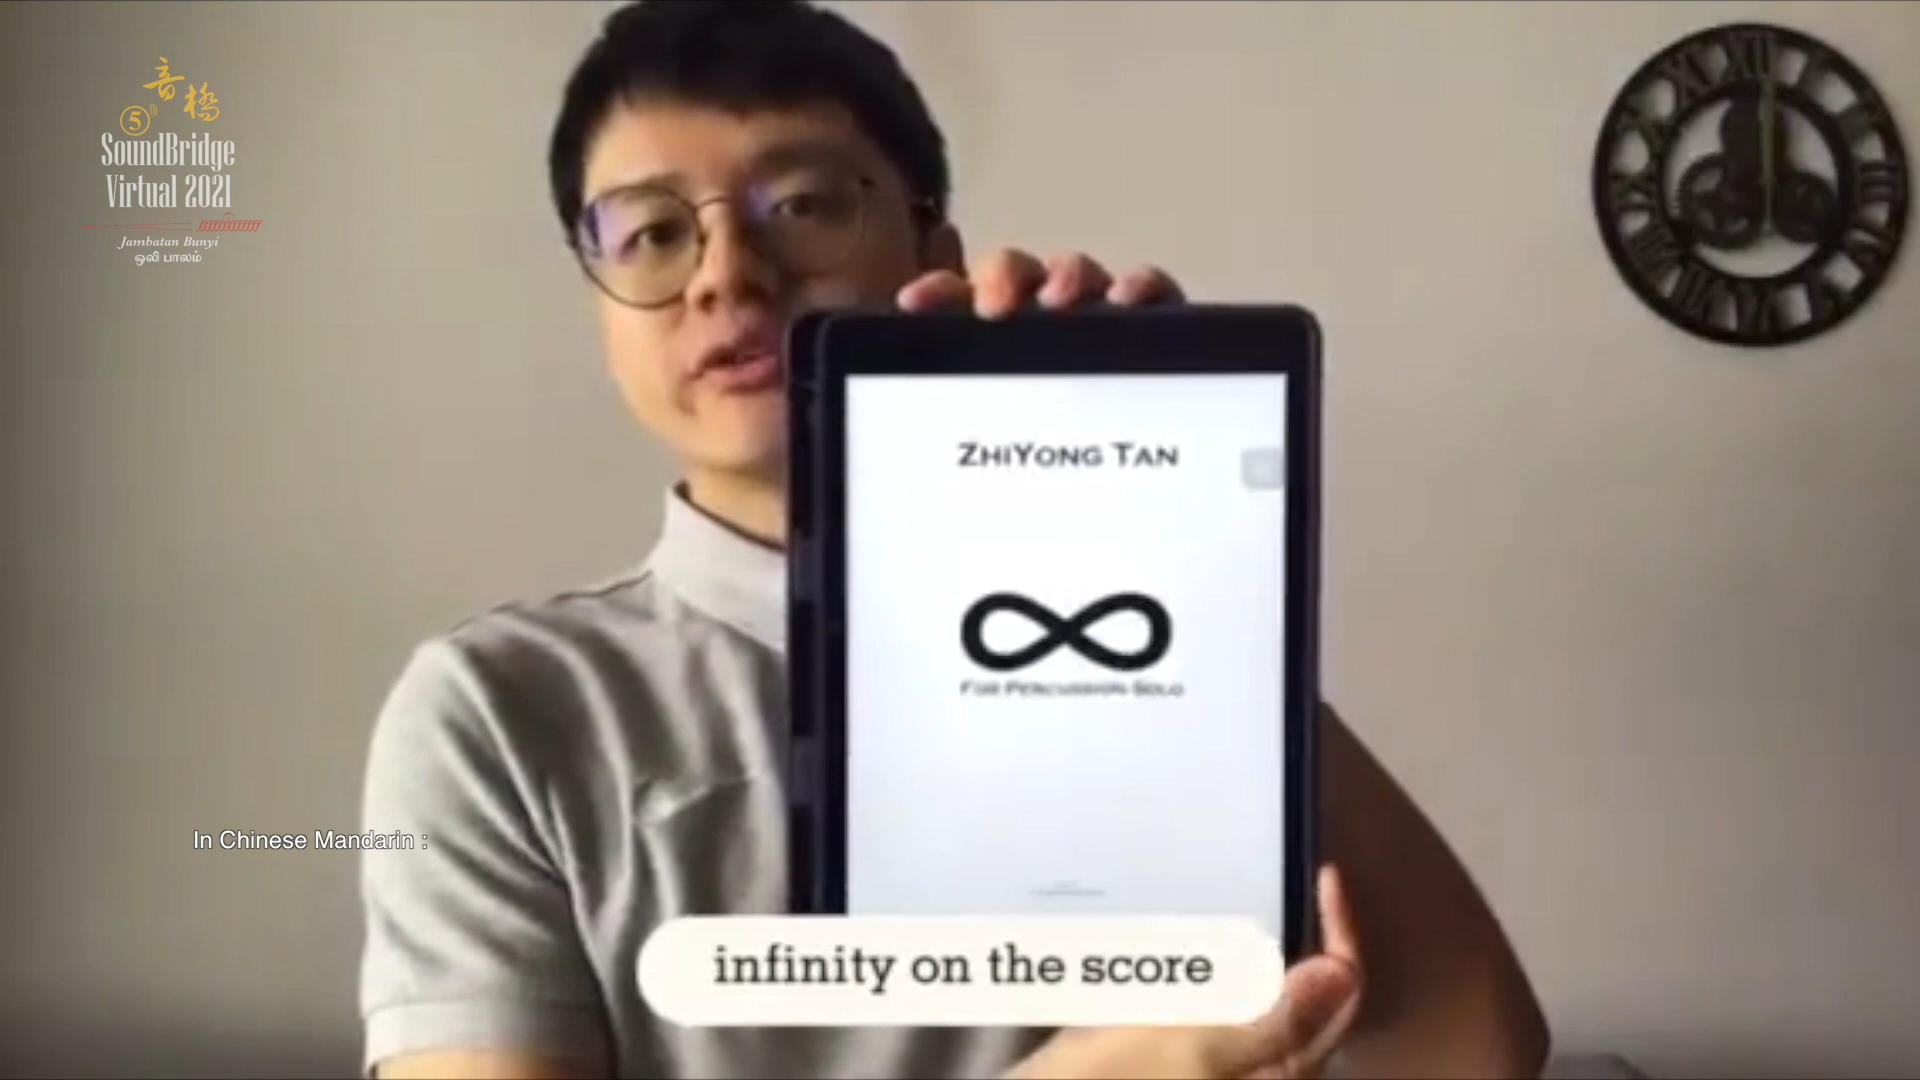 音橋
5th
SoundBridge
Virtual 2021
Jambatan Bunyi
ஒலி பாலம்
XII
ZHIYONG TAN
∞
FOR PERCUSSION SOLO
In Chinese Mandarin :
infinity on the score